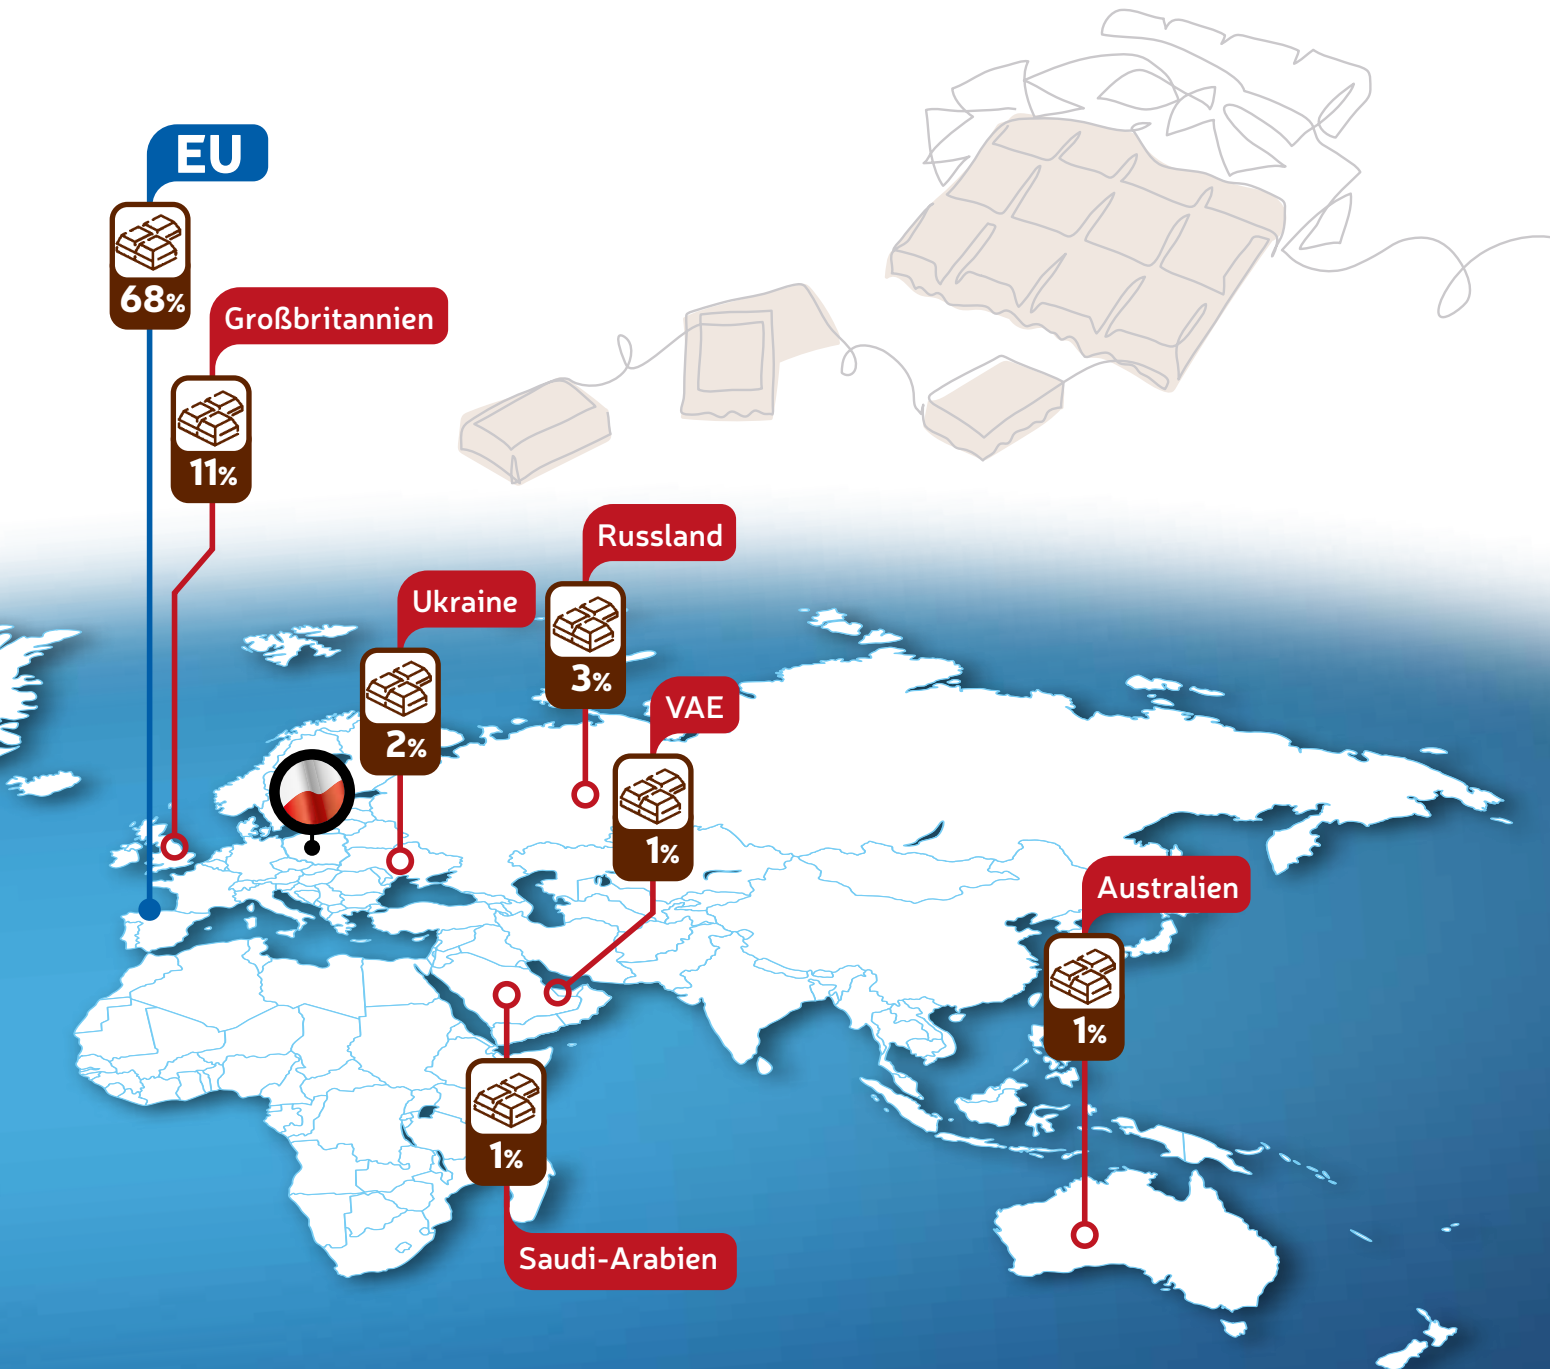 EU
68%
Großbritannien
11%
Russland
3%
Ukraine
2%
VAE
1%
Australien
1%
1%
Saudi-Arabien